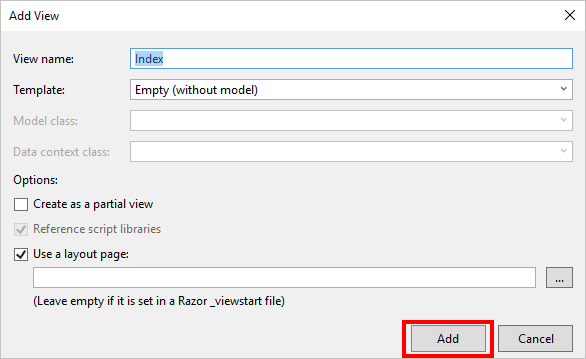 Add View
View name: Index
Template: Empty (without model)
Model class:
Data context class:
Options:
Create as a partial view
Reference script libraries
Use a layout page:
...
(Leave empty if it is set in a Razor _viewstart file)
Add Cancel